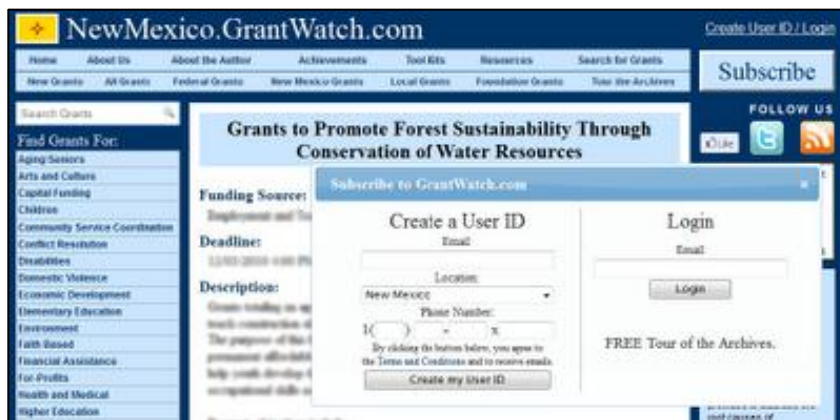 NewMexico.GrantWatch.com
Create User ID / Login
Home About Us About the Author Achievements Tool Kits Resources Search for Grants
New Grants All Grants Federal Grants New Mexico Grants Local Grants Foundation Grants Tour the Archives
Subscribe
Search Grants
FOLLOW US
Like
Find Grants For:
Aging/Seniors
Arts and Culture
Capital Funding
Children
Community Service Coordination
Conflict Resolution
Disabilities
Domestic Violence
Economic Development
Elementary Education
Environment
Faith Based
Financial Assistance
For-Profits
Health and Medical
Higher Education
Grants to Promote Forest Sustainability Through
Conservation of Water Resources
Funding Source:
Deadline:
Description:
Subscribe to GrantWatch.com
Create a User ID
Email
Location:
New Mexico
Phone Number:
1( ) - x
By clicking the button below, you agree to
the Terms and Conditions and to receive emails.
Create my User ID
Login
Email
Login
FREE Tour of the Archives.